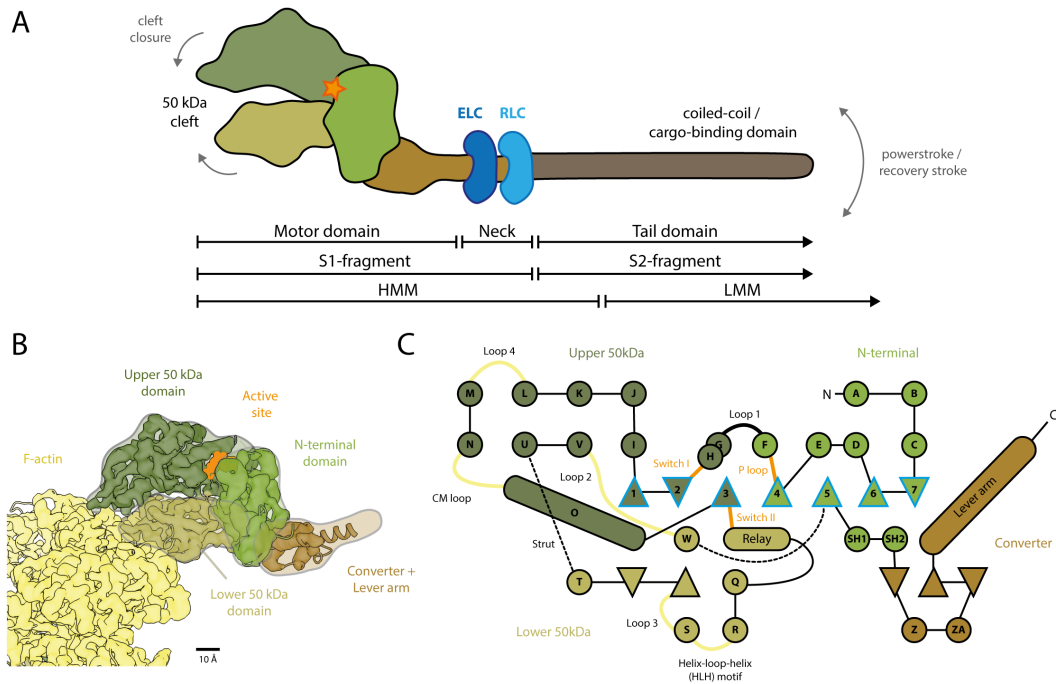 A
cleft
closure
50 kDa
cleft
ELC
RLC
coiled-coil /
cargo-binding domain
powerstroke /
recovery stroke
Motor domain
Neck
Tail domain
S1-fragment
S2-fragment
HMM
LMM
B
Upper 50 kDa
domain
Active
site
N-terminal
domain
F-actin
Converter +
Lever arm
Lower 50 kDa
domain
10 Å
C
Loop 4
Upper 50kDa
N-terminal
M
L
K
J
N
A
B
C
Loop 1
N
U
V
I
G
H
F
E
D
C
Switch I
P loop
Loop 2
CM loop
1
2
3
4
5
6
7
O
Switch II
Lever arm
Strut
W
Relay
SH1
SH2
Converter
T
Q
Lower 50kDa
Loop 3
S
R
Z
ZA
Helix-loop-helix
(HLH) motif